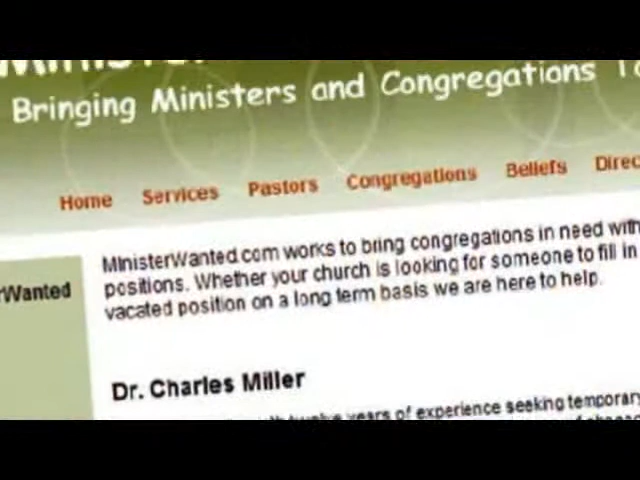 Bringing Ministers and Congregations
Home Services Pastors Congregations Beliefs
MinisterWanted.com works to bring congregations in need with
positions. Whether your church is looking for someone to fill in
vacated position on a long term basis we are here to help.
Wanted
Dr. Charles Miller
twelve years of experience seeking temporary